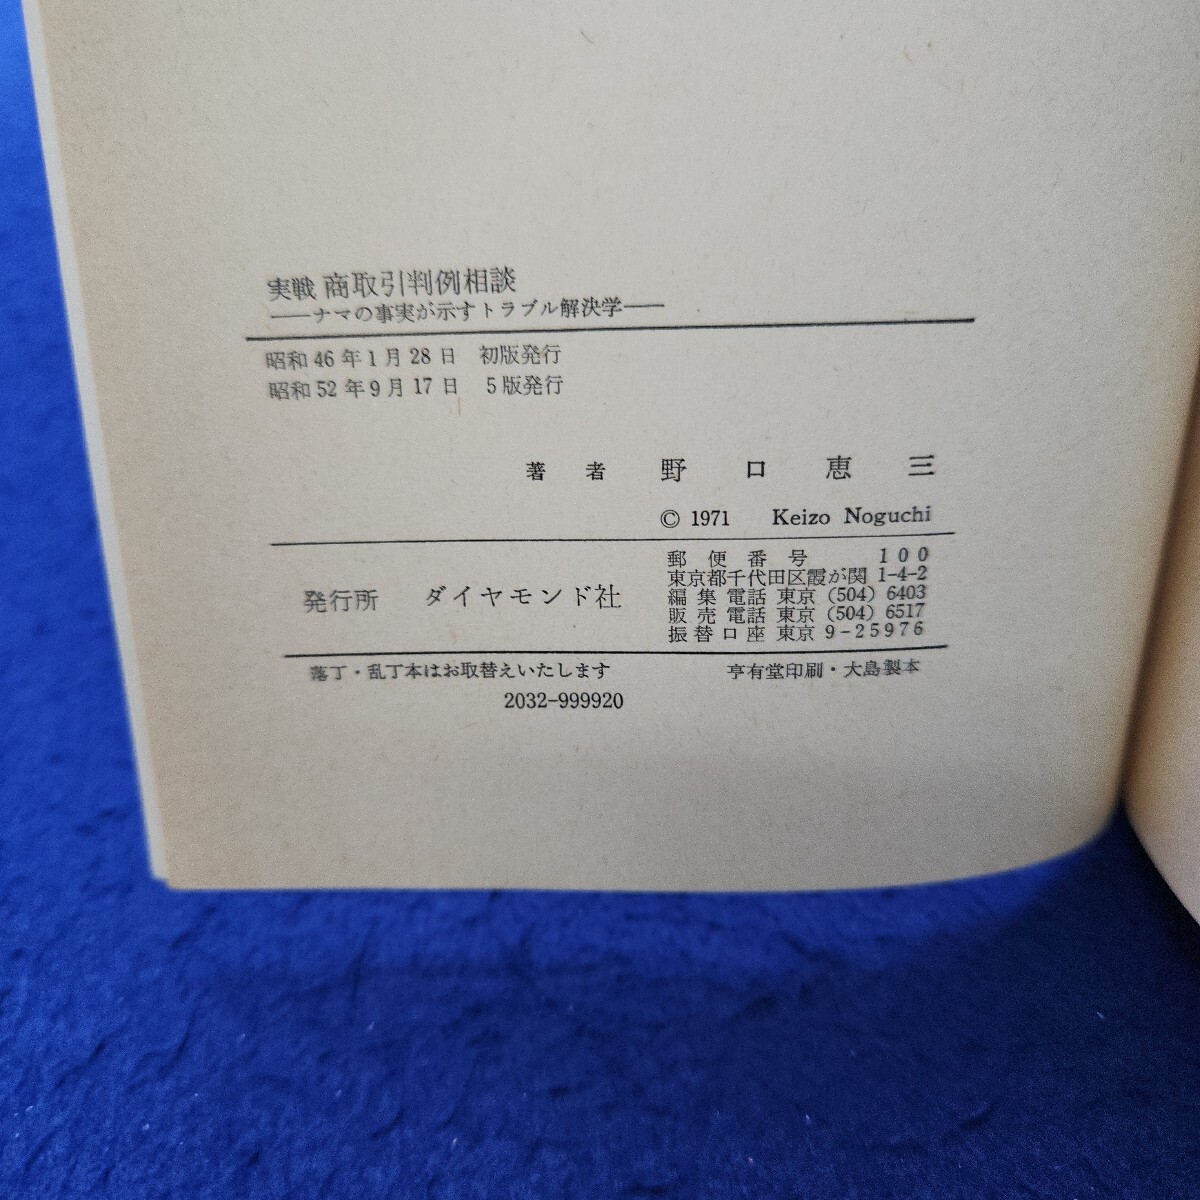 実戦 商取引判例相談
――ナマの事実が示すトラブル解決学――
昭和46年1月28日 初版発行
昭和52年9月17日 5版発行
著者 野口恵三
© 1971 Keizo Noguchi
発行所 ダイヤモンド社
郵便番号 100
東京都千代田区霞が関 1-4-2
編集電話 東京 (504) 6403
販売電話 東京 (504) 6517
振替口座 東京 9-25976
落丁・乱丁本はお取替えいたします 亨有堂印刷・大島製本
2032-999920